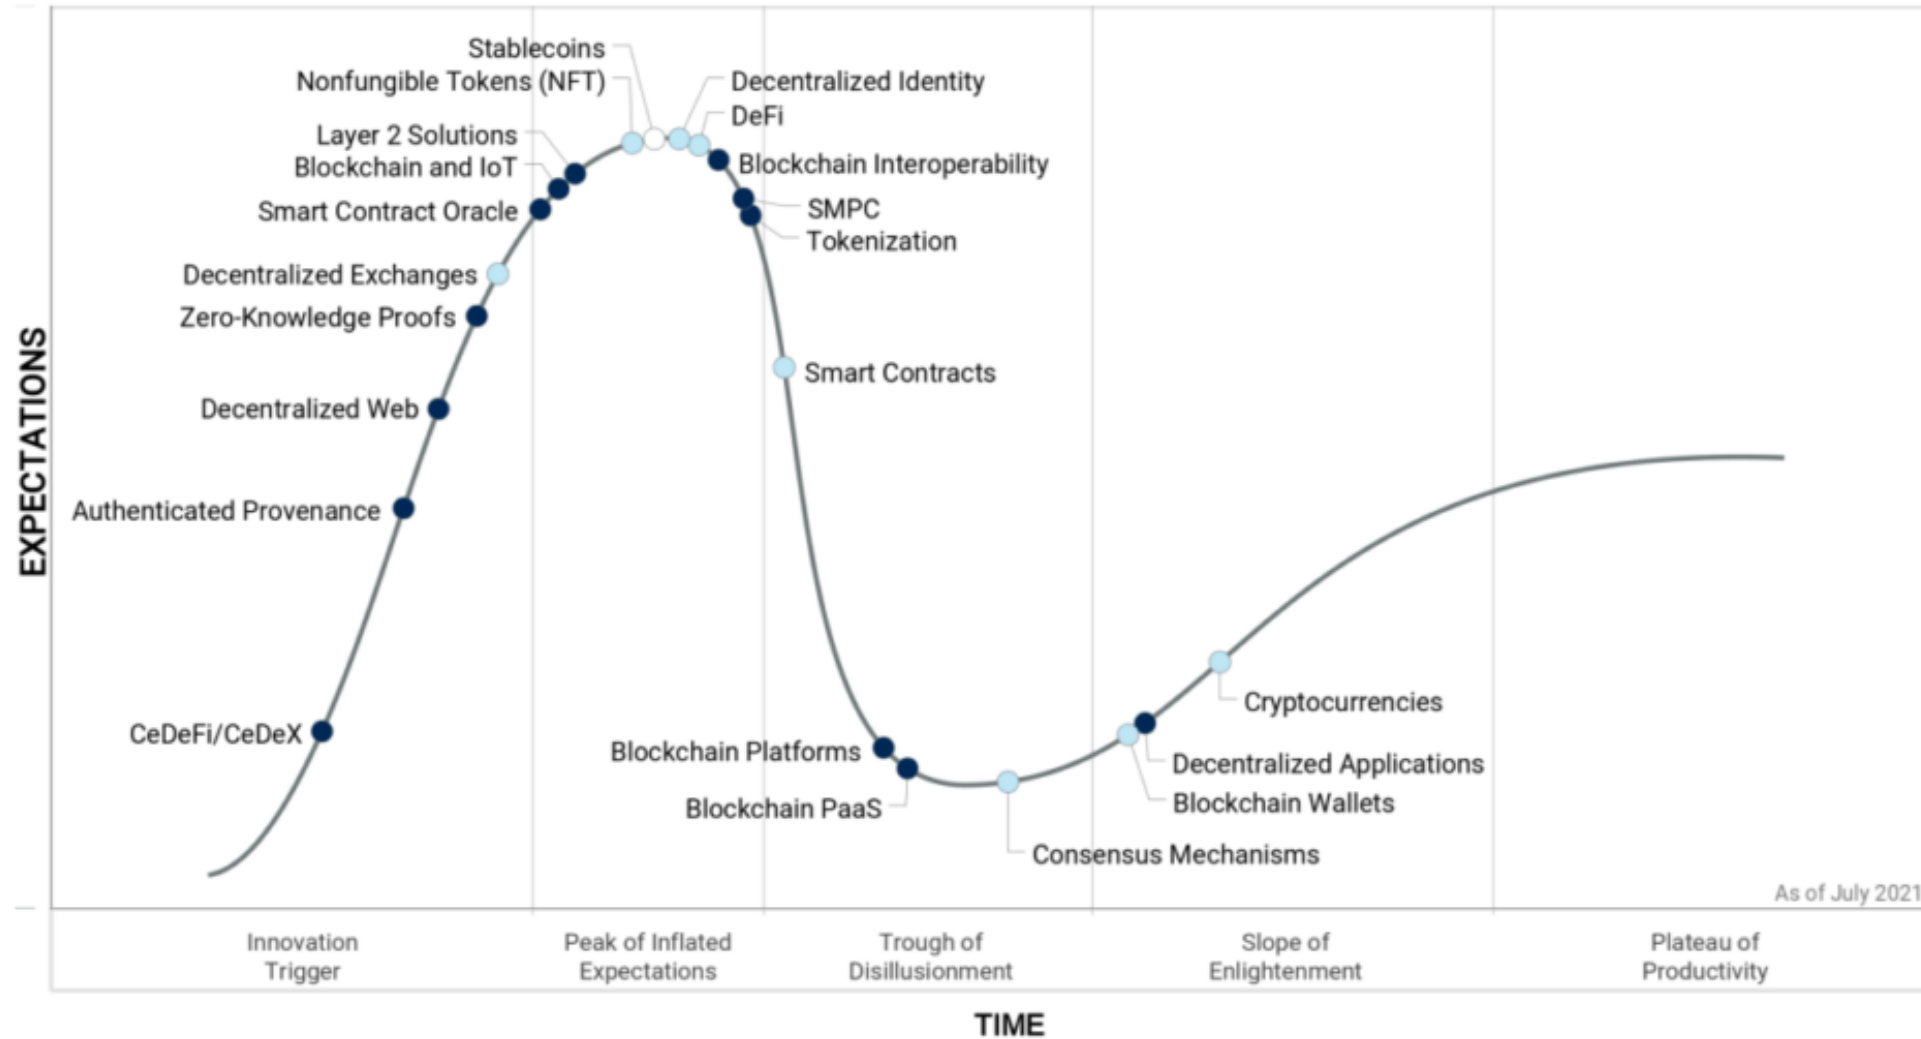 Stablecoins
Nonfungible Tokens (NFT)
Decentralized Identity
DeFi
Layer 2 Solutions
Blockchain and IoT
Blockchain Interoperability
Smart Contract Oracle
SMPC
Tokenization
Decentralized Exchanges
Zero-Knowledge Proofs
Smart Contracts
Decentralized Web
Authenticated Provenance
CeDeFi/CeDeX
Blockchain Platforms
Blockchain PaaS
Cryptocurrencies
Decentralized Applications
Blockchain Wallets
Consensus Mechanisms
EXPECTATIONS
As of July 2021
Innovation
Trigger
Peak of Inflated
Expectations
Trough of
Disillusionment
Slope of
Enlightenment
Plateau of
Productivity
TIME